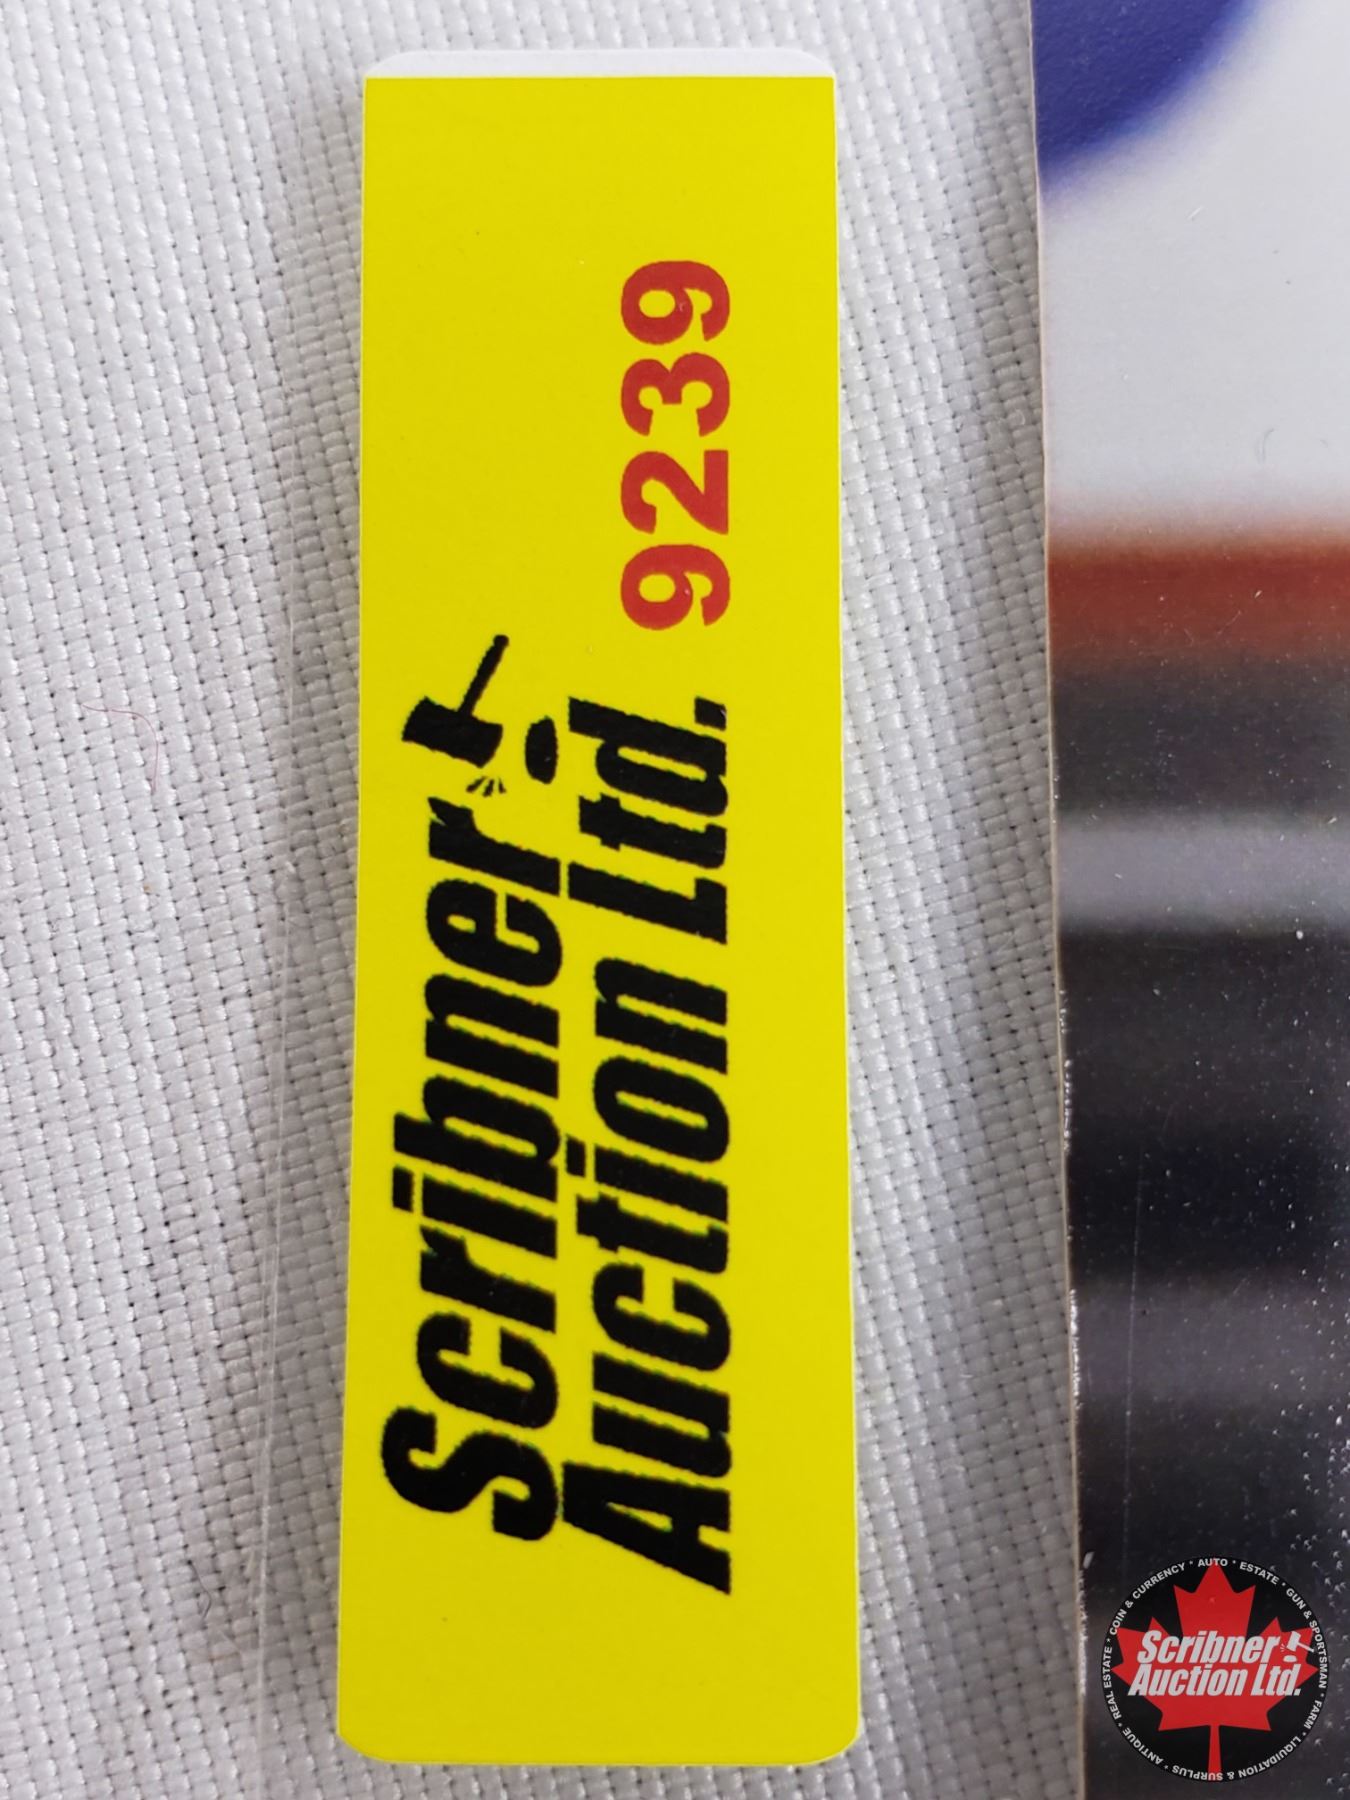 Scribner
Auction Ltd. 9239
REAL ESTATE * COIN & CURRENCY * AUTO * ESTATE * GUN & SPORTSMAN * FARM * LIQUIDATION & SURPLUS * ANTIQUE *
Scribner
Auction Ltd.